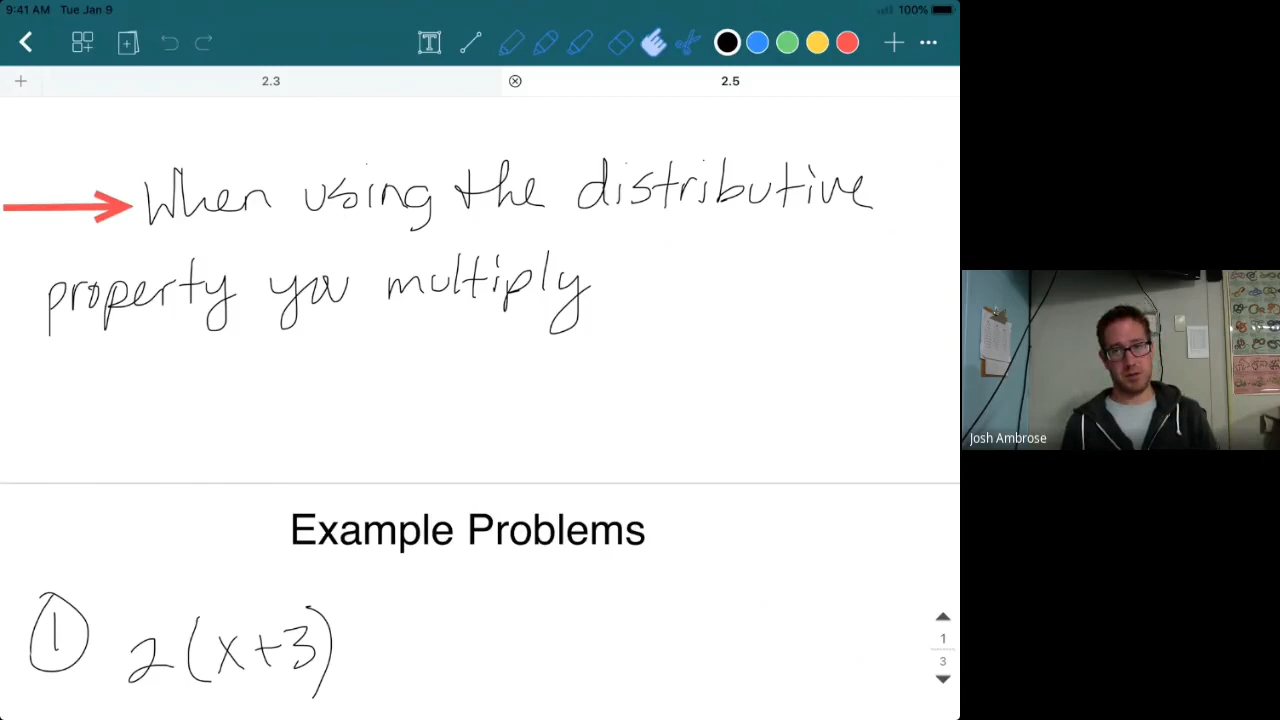 9:41 AM Tue Jan 9
100%
2.3
2.5
When using the distributive
property you multiply
Example Problems
① 2(x+3)
1
3
Josh Ambrose